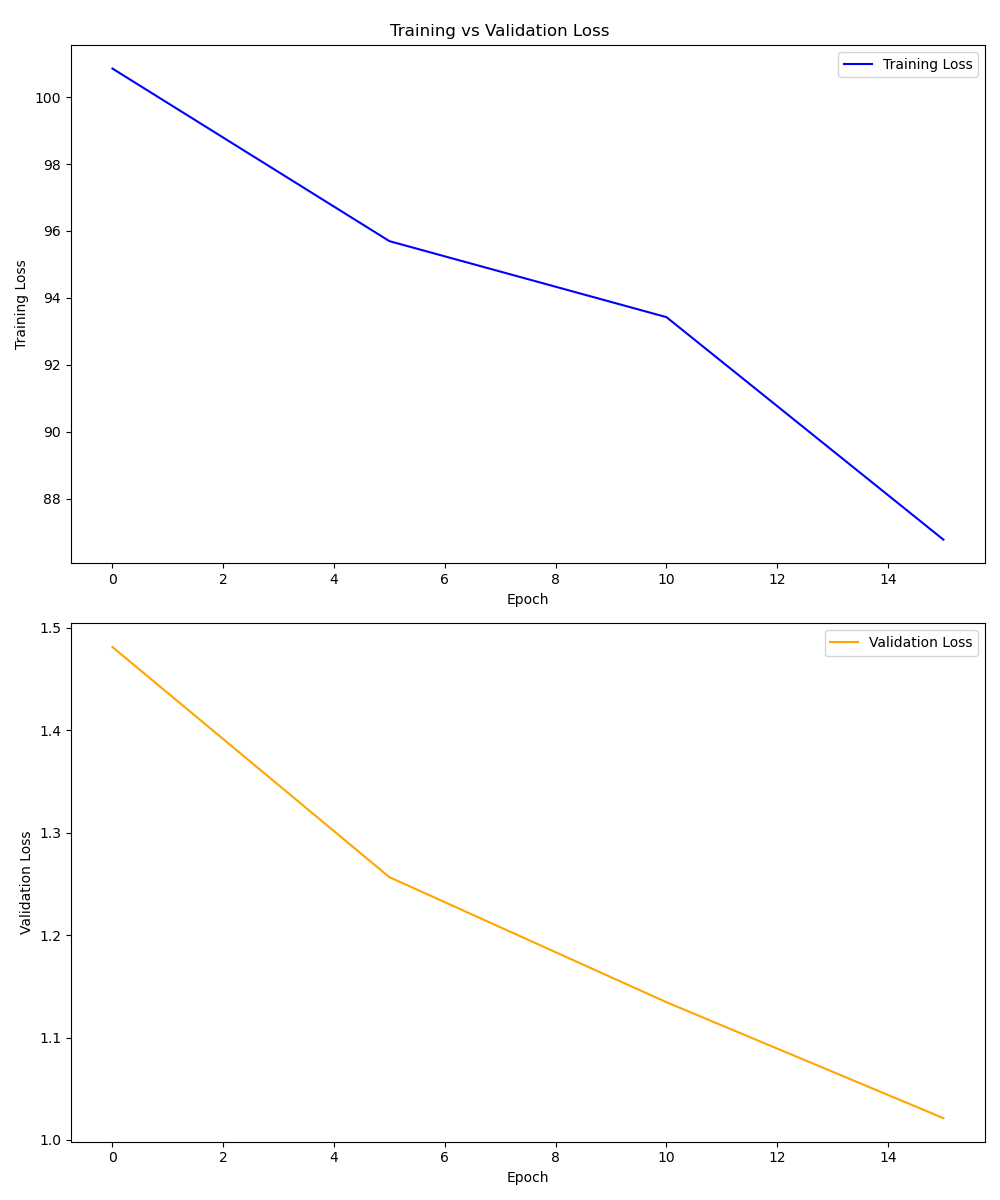 Training vs Validation Loss
Training Loss
100
98
96
94
92
90
88
Training Loss
0 2 4 6 8 10 12 14
Epoch
Validation Loss
1.5
1.4
1.3
1.2
1.1
1.0
Validation Loss
0 2 4 6 8 10 12 14
Epoch